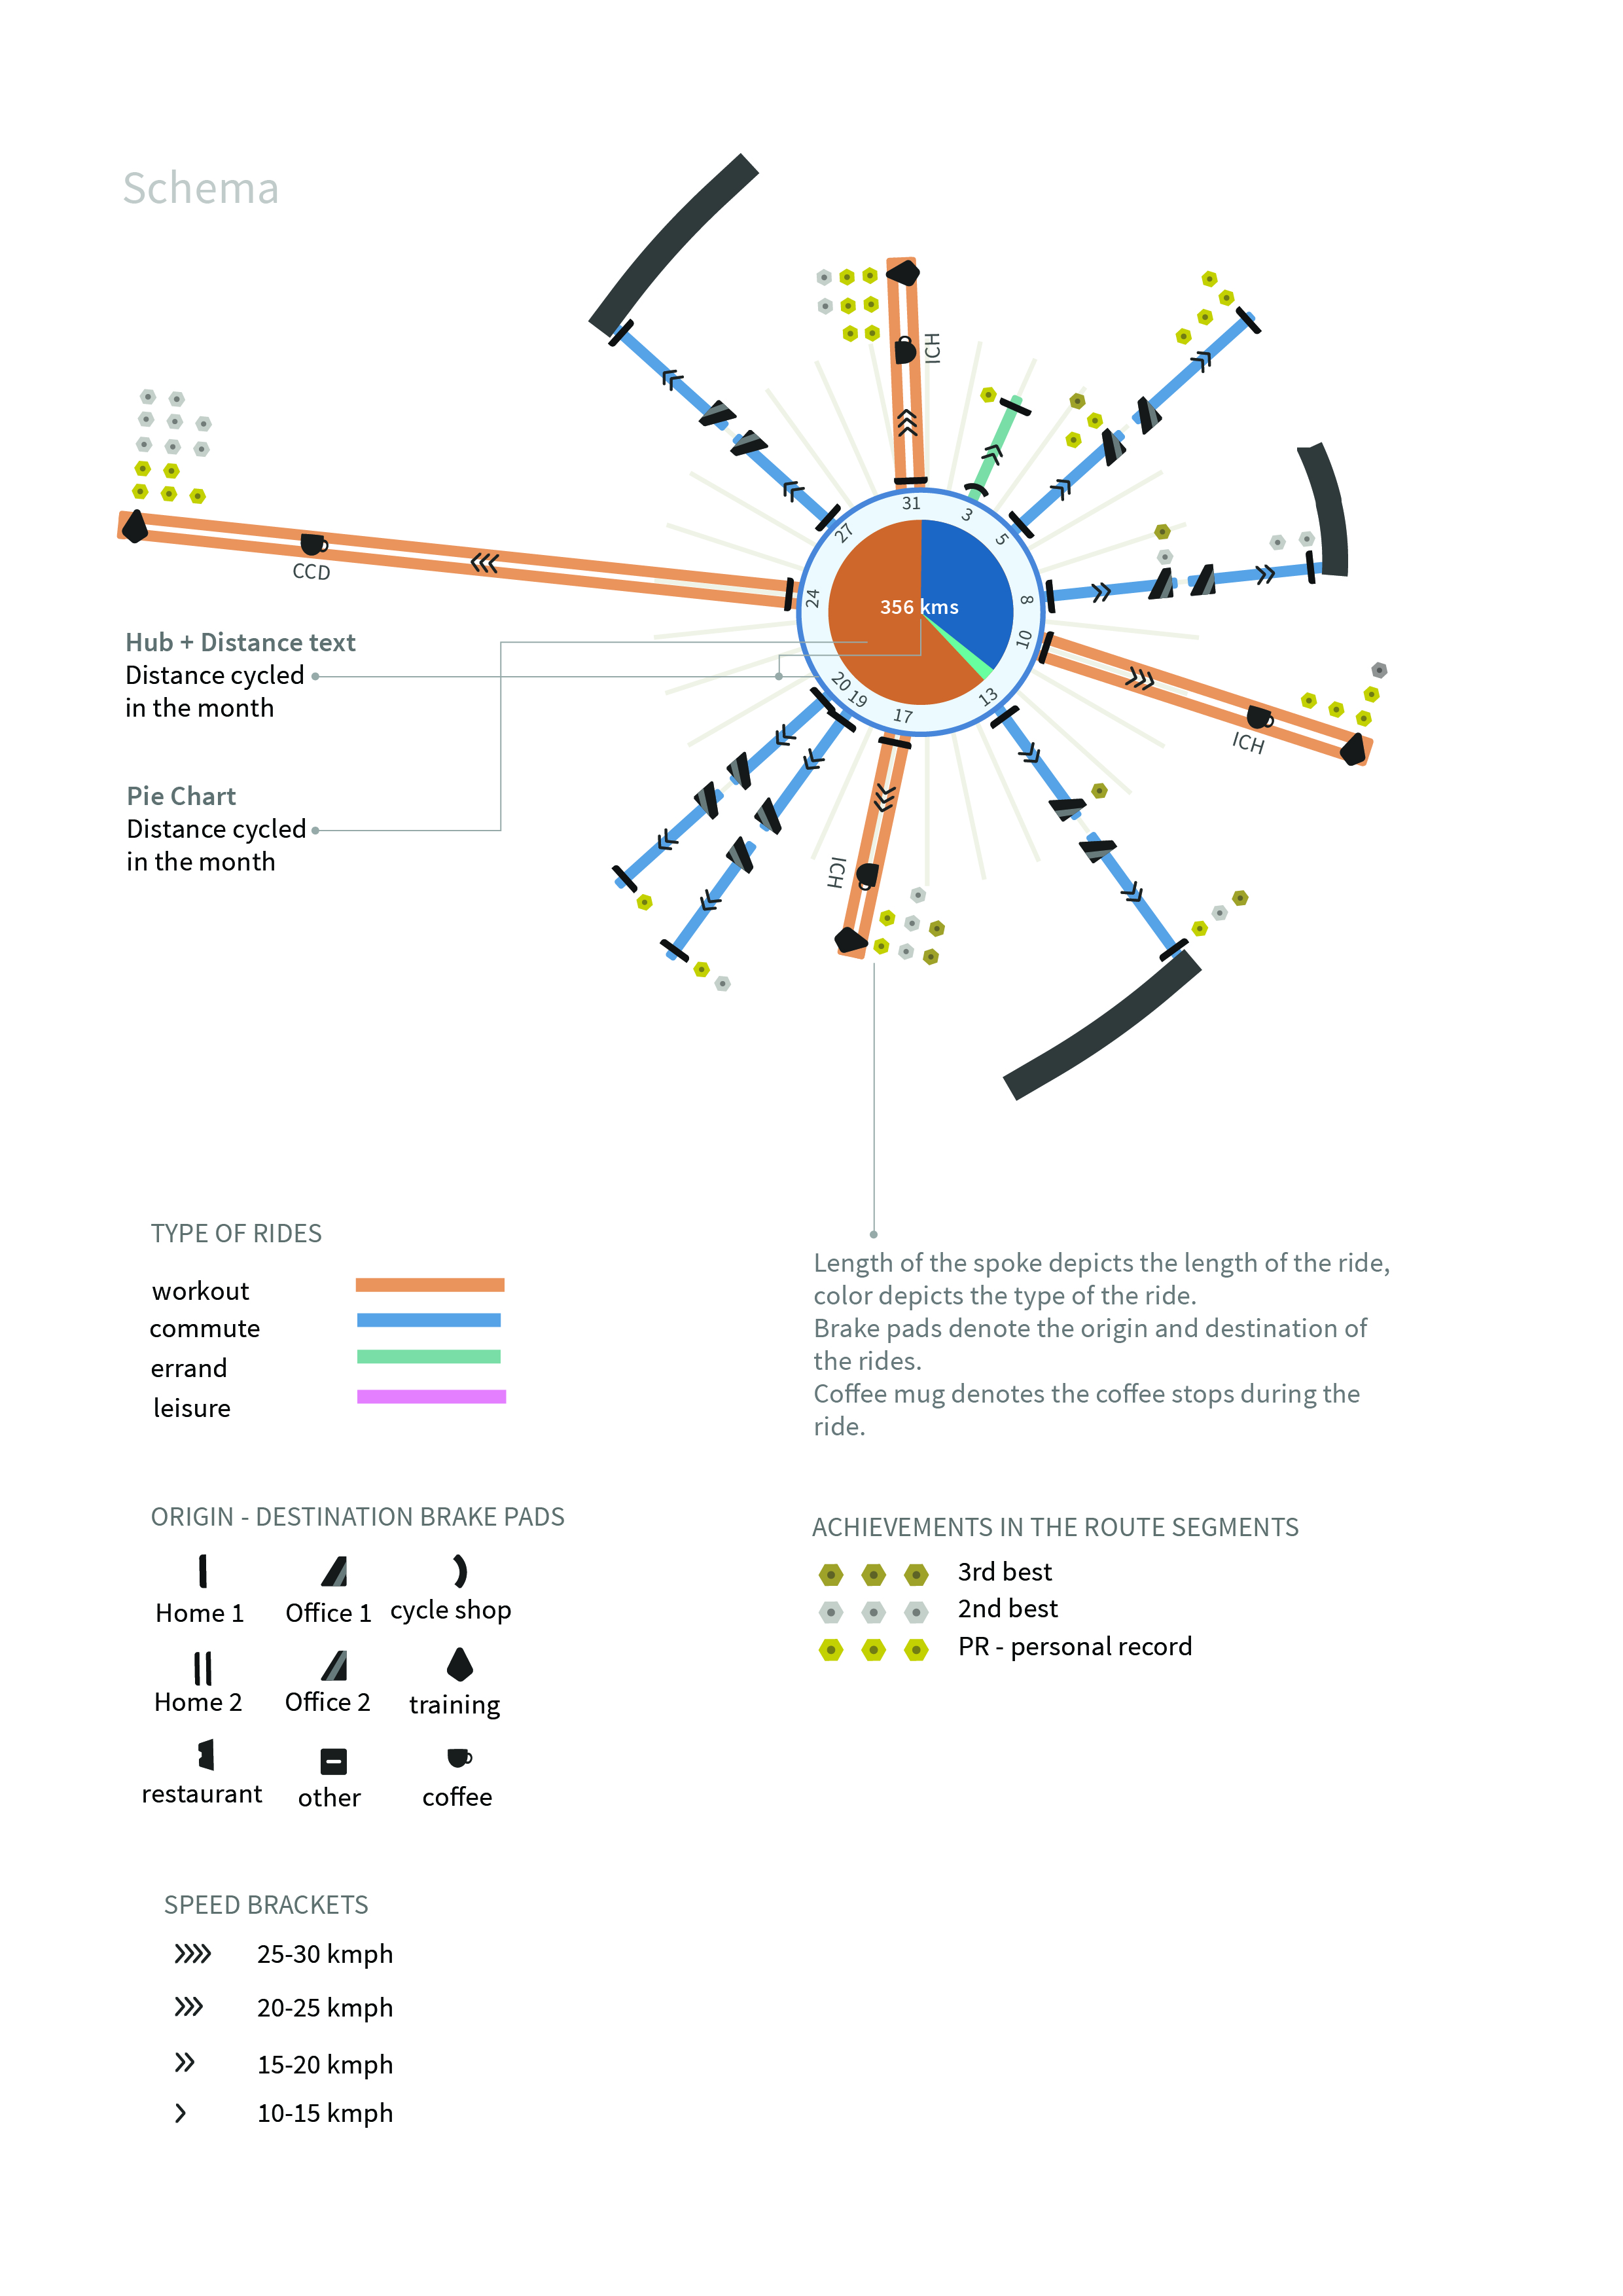 Schema
ICH
CCD
31
3
5
8
10
13
17
19
20
24
27
356 kms
ICH
ICH
Hub + Distance text
Distance cycled
in the month
Pie Chart
Distance cycled
in the month
TYPE OF RIDES
workout
commute
errand
leisure
Length of the spoke depicts the length of the ride,
color depicts the type of the ride.
Brake pads denote the origin and destination of
the rides.
Coffee mug denotes the coffee stops during the
ride.
ORIGIN - DESTINATION BRAKE PADS
Home 1
Office 1
cycle shop
Home 2
Office 2
training
restaurant
other
coffee
ACHIEVEMENTS IN THE ROUTE SEGMENTS
3rd best
2nd best
PR - personal record
SPEED BRACKETS
25-30 kmph
20-25 kmph
15-20 kmph
10-15 kmph